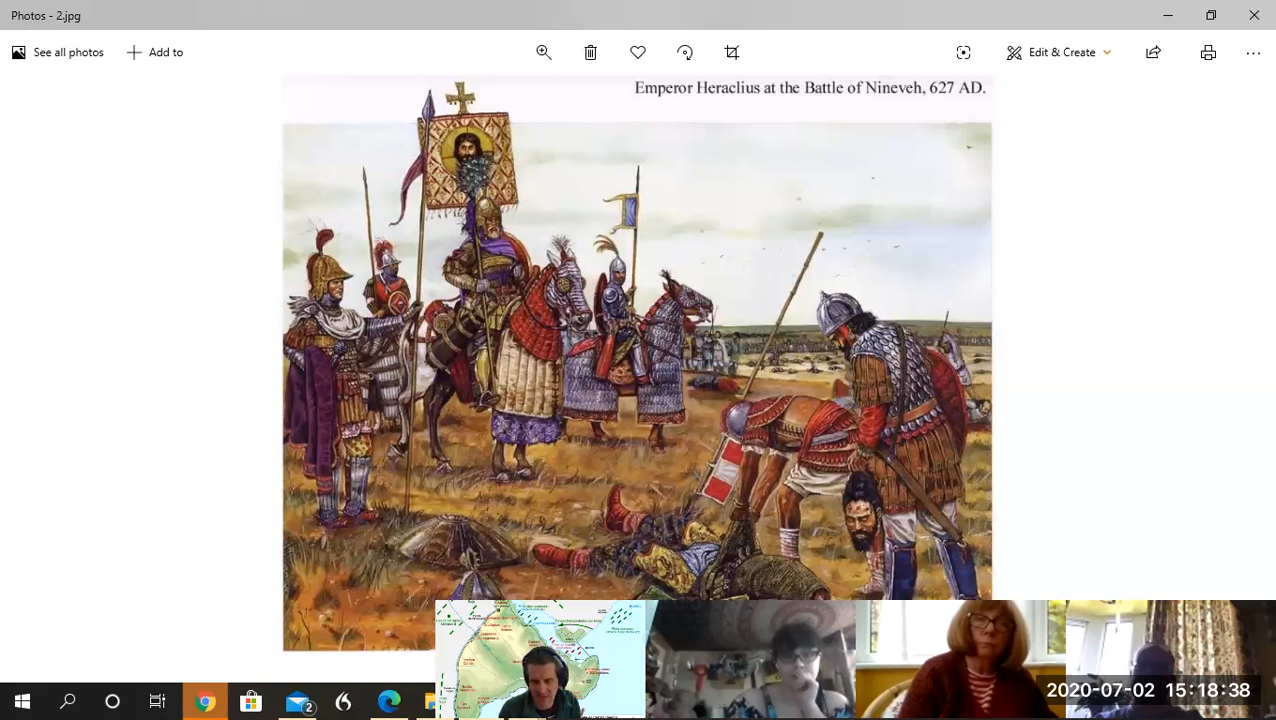 Photos - 2.jpg
See all photos
Add to
Edit & Create
Emperor Heraclius at the Battle of Nineveh, 627 AD.
2
2020-07-02 15:18:38